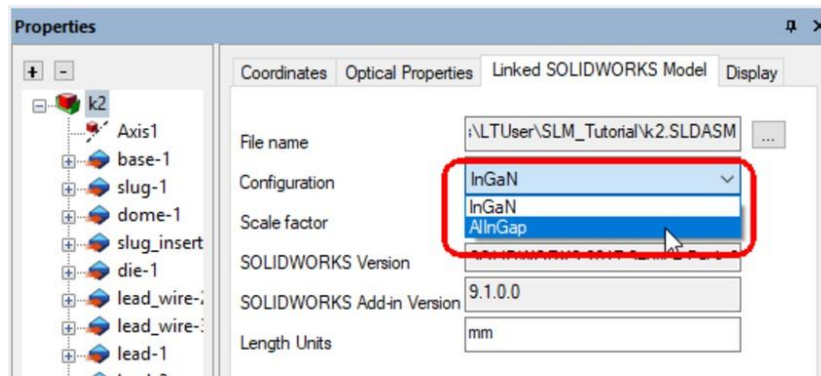 Properties
k2
Axis1
base-1
slug-1
dome-1
slug_insert
die-1
lead_wire-
lead_wire-
lead-1
Coordinates Optical Properties Linked SOLIDWORKS Model Display
File name :\LTUser\SLM_Tutorial\k2.SLDASM ...
Configuration InGaN
InGaN
AlInGap
Scale factor
SOLIDWORKS Version
SOLIDWORKS Add-in Version 9.1.0.0
Length Units mm